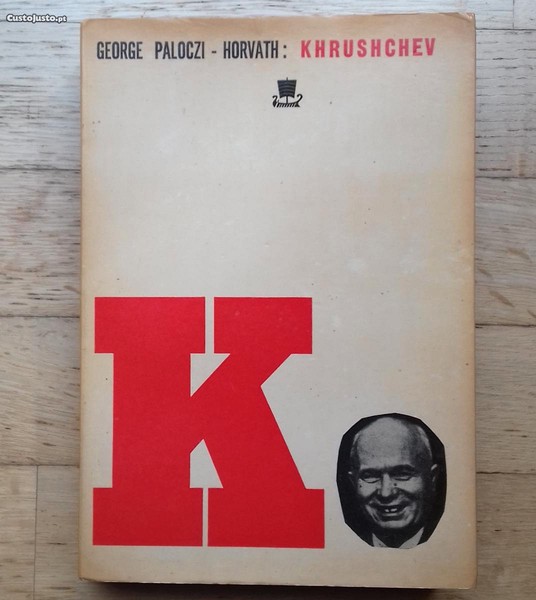 CustoJusto.pt
GEORGE PALOCZI - HORVATH: KHRUSHCHEV
K